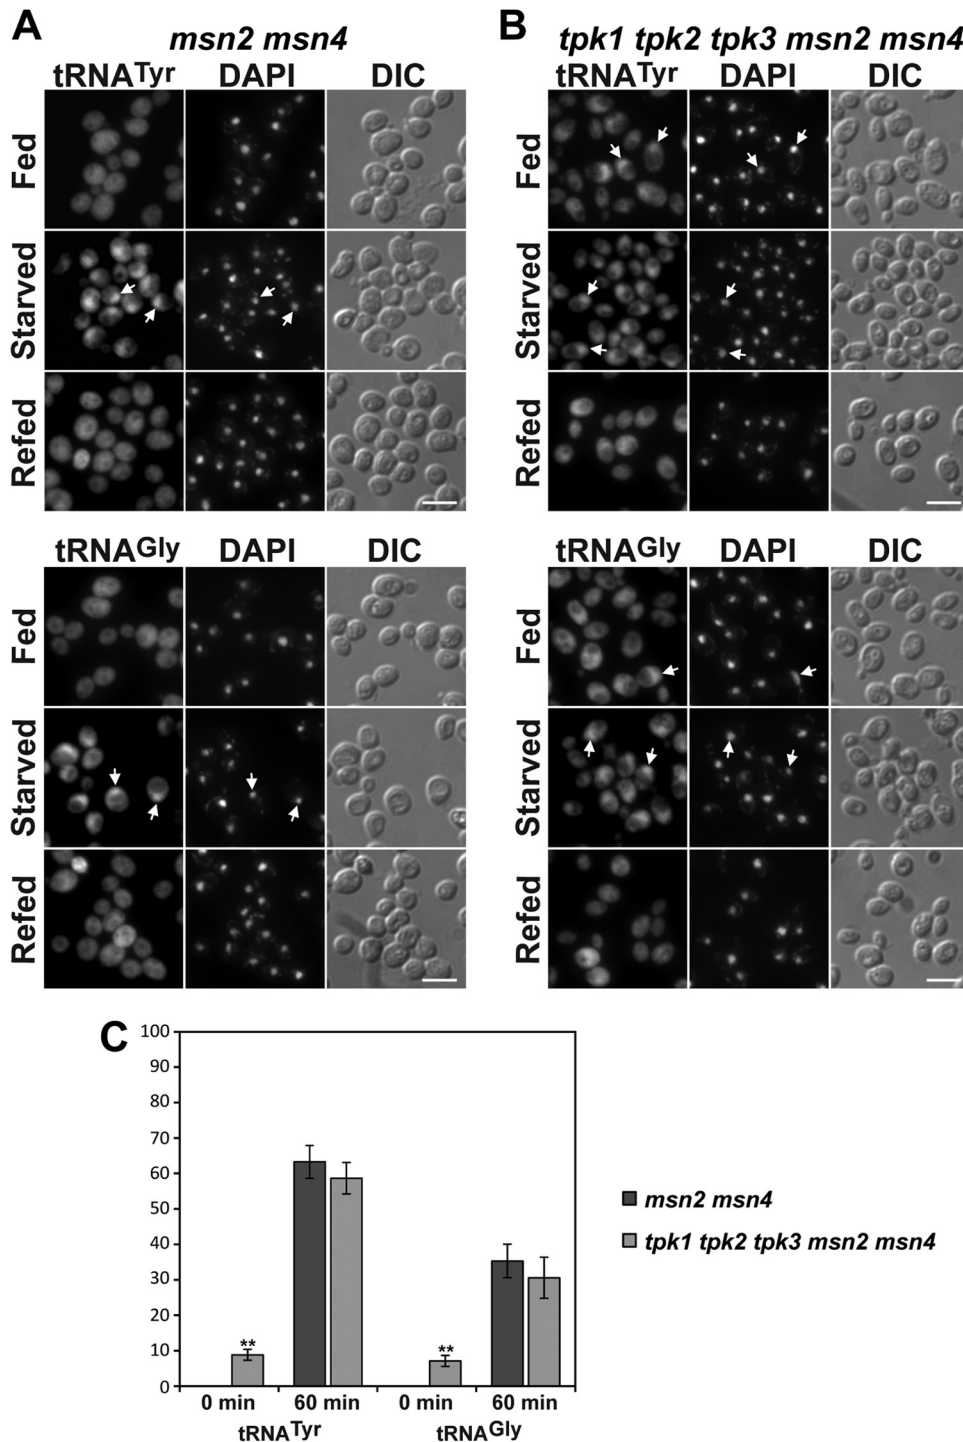 A
msn2 msn4
tRNATyr DAPI DIC
Fed
Starved
Refed
tRNAGly DAPI DIC
Fed
Starved
Refed
B
tpk1 tpk2 tpk3 msn2 msn4
tRNATyr DAPI DIC
Fed
Starved
Refed
tRNAGly DAPI DIC
Fed
Starved
Refed
C
100
90
80
70
60
50
40
30
20
10
0
**
**
0 min 60 min 0 min 60 min
tRNATyr tRNAGly
msn2 msn4
tpk1 tpk2 tpk3 msn2 msn4